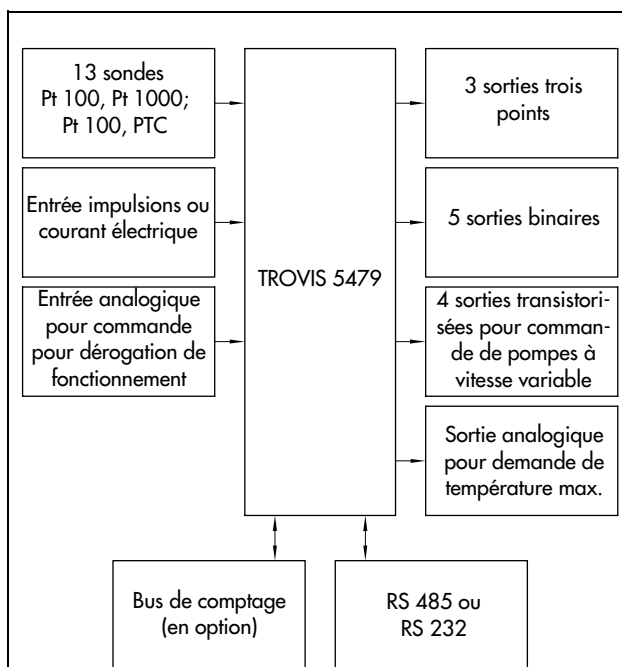 13 sondes
Pt 100, Pt 1000;
Pt 100, PTC
Entrée impulsions ou
courant électrique
Entrée analogique
pour commande
pour dérogation de
fonctionnement
TROVIS 5479
3 sorties trois
points
5 sorties binaires
4 sorties transistori-
sées pour comman-
de de pompes à
vitesse variable
Sortie analogique
pour demande de
température max.
Bus de comptage
(en option)
RS 485 ou
RS 232